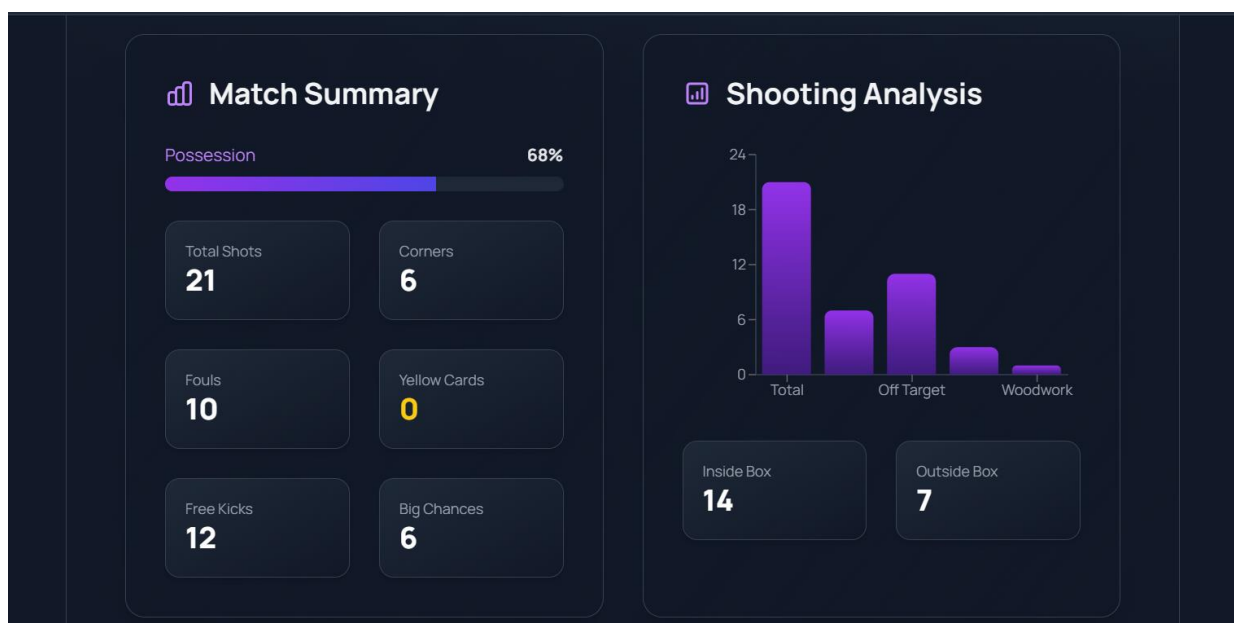 Match Summary
Possession 68%
Total Shots
21
Corners
6
Fouls
10
Yellow Cards
0
Free Kicks
12
Big Chances
6
Shooting Analysis
24
18
12
6
0
Total Off Target Woodwork
Inside Box
14
Outside Box
7